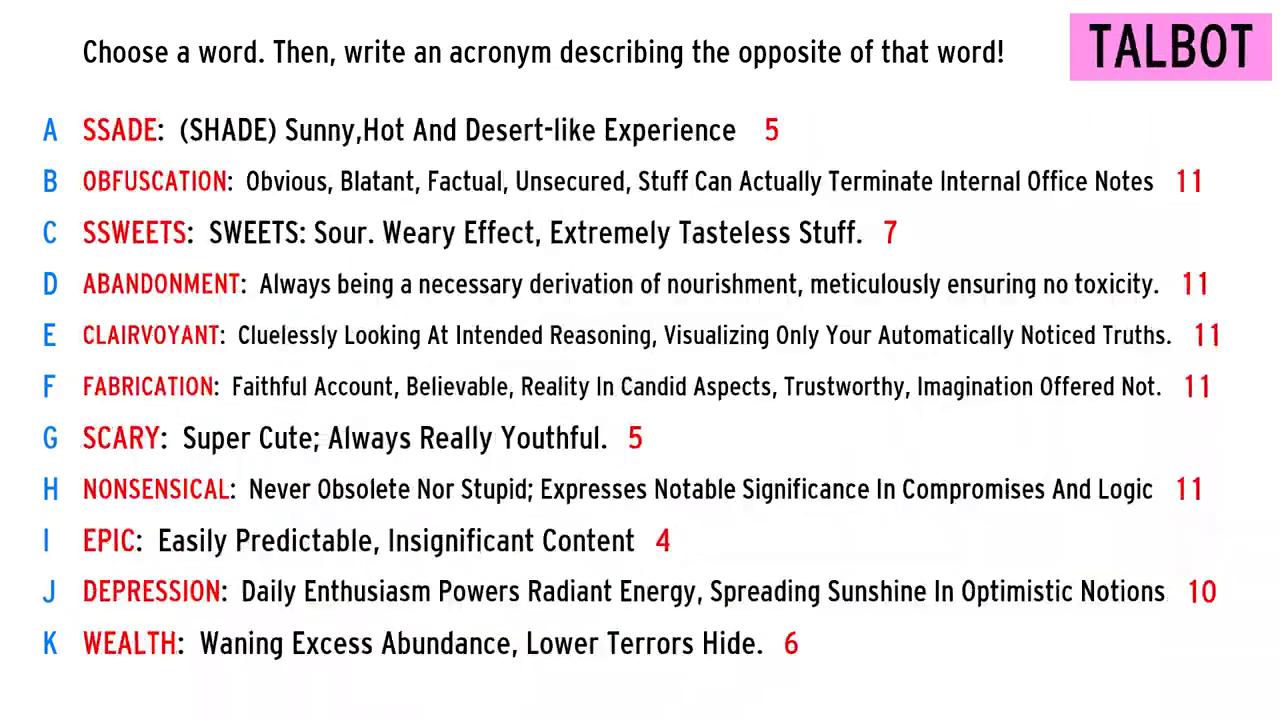 Choose a word. Then, write an acronym describing the opposite of that word!
TALBOT
A SSADE: (SHADE) Sunny,Hot And Desert-like Experience 5
B OBFUSCATION: Obvious, Blatant, Factual, Unsecured, Stuff Can Actually Terminate Internal Office Notes 11
C SSWEETS: SWEETS: Sour. Weary Effect, Extremely Tasteless Stuff. 7
D ABANDONMENT: Always being a necessary derivation of nourishment, meticulously ensuring no toxicity. 11
E CLAIRVOYANT: Cluelessly Looking At Intended Reasoning, Visualizing Only Your Automatically Noticed Truths. 11
F FABRICATION: Faithful Account, Believable, Reality In Candid Aspects, Trustworthy, Imagination Offered Not. 11
G SCARY: Super Cute; Always Really Youthful. 5
H NONSENSICAL: Never Obsolete Nor Stupid; Expresses Notable Significance In Compromises And Logic 11
I EPIC: Easily Predictable, Insignificant Content 4
J DEPRESSION: Daily Enthusiasm Powers Radiant Energy, Spreading Sunshine In Optimistic Notions 10
K WEALTH: Waning Excess Abundance, Lower Terrors Hide. 6